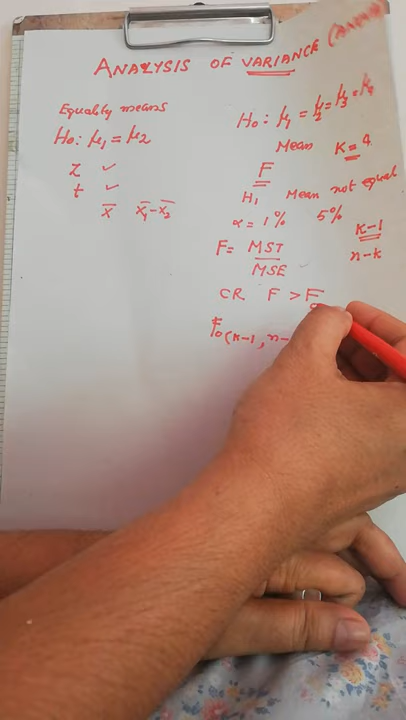 ANALYSIS OF VARIANCE (ANOVA)
Equality means
H₀: μ₁ = μ₂
Z ✓
t ✓
x̄ x̄₁-x̄₂
H₀: μ₁ = μ₂ = μ₃ = μ₄
Mean K = 4
F
H₁ Mean not equal
α = 1% 5%
K-1
F = MST
MSE
n-k
CR F > F
F₀(K-1, n-